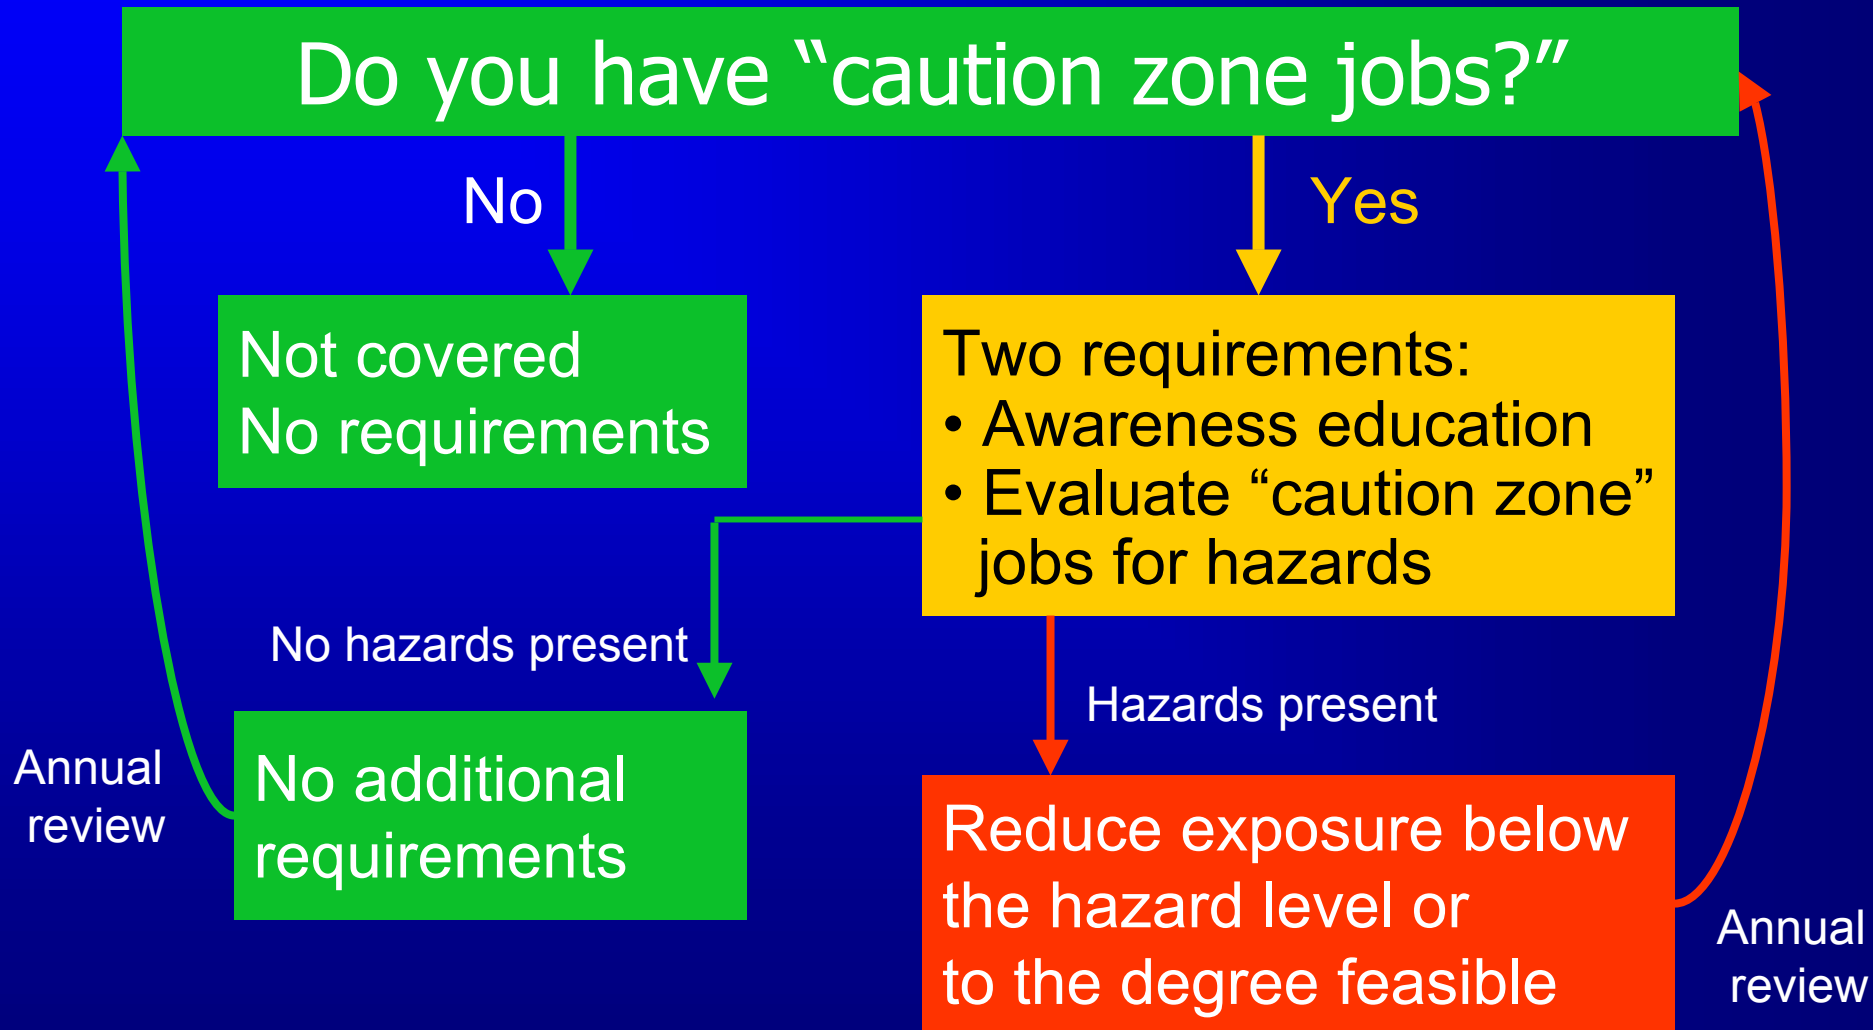 Do you have “caution zone jobs?”
No
Yes
Not covered
No requirements
Two requirements:
• Awareness education
• Evaluate “caution zone”
jobs for hazards
No hazards present
Hazards present
Annual
review
No additional
requirements
Reduce exposure below
the hazard level or
to the degree feasible
Annual
review